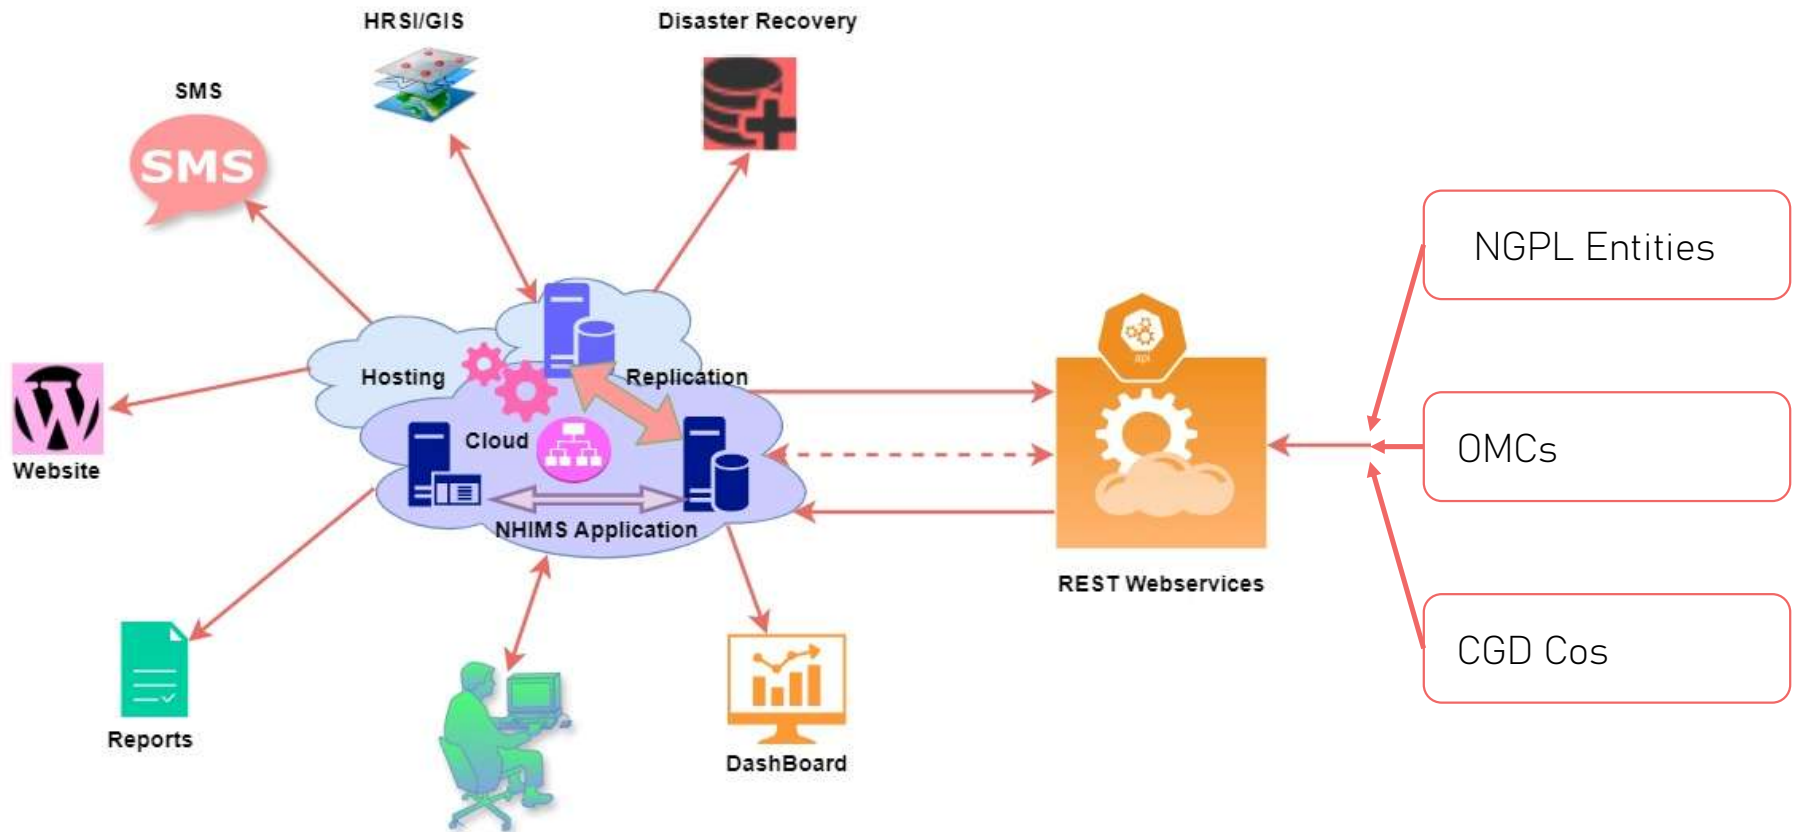 HRSI/GIS
Disaster Recovery
SMS
SMS
NGPL Entities
api
Hosting
Replication
Cloud
OMCs
Website
NHIMS Application
REST Webservices
CGD Cos
Reports
DashBoard